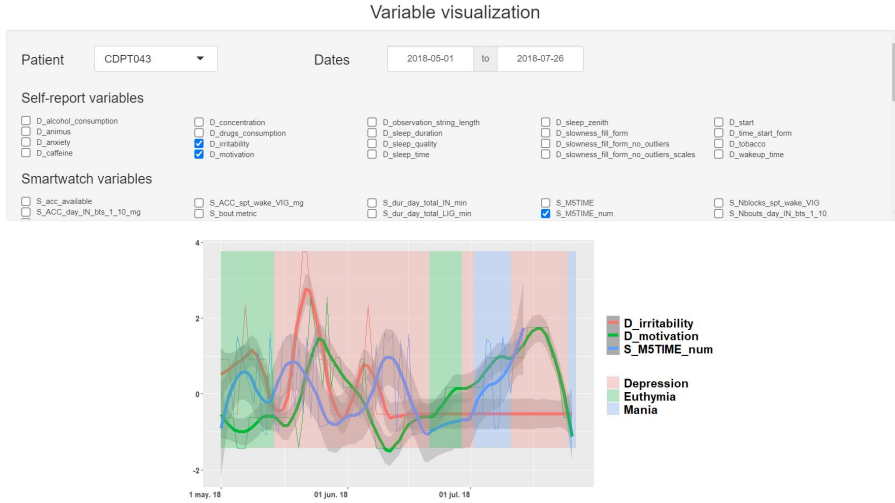 Variable visualization
Patient CDPT043 Dates 2018-05-01 to 2018-07-26
Self-report variables
D_alcohol_consumption D_concentration D_observation_string_length D_sleep_zenith D_start
D_animus D_drugs_consumption D_sleep_duration D_slowness_fill_form D_time_start_form
D_anxiety D_irritability D_sleep_quality D_slowness_fill_form_no_outliers D_tobacco
D_caffeine D_motivation D_sleep_time D_slowness_fill_form_no_outliers_scales D_wakeup_time
Smartwatch variables
S_acc_available S_ACC_spt_wake_VIG_mg S_dur_day_total_IN_min S_M5TIME S_Nblocks_spt_wake_VIG
S_ACC_day_IN_bts_1_10_mg S_bout.metric S_dur_day_total_LIG_min S_M5TIME_num S_Nbouts_day_IN_bts_1_10
4
2
0
-2
1 may. 18 01 jun. 18 01 jul. 18
D_irritability
D_motivation
S_M5TIME_num
Depression
Euthymia
Mania